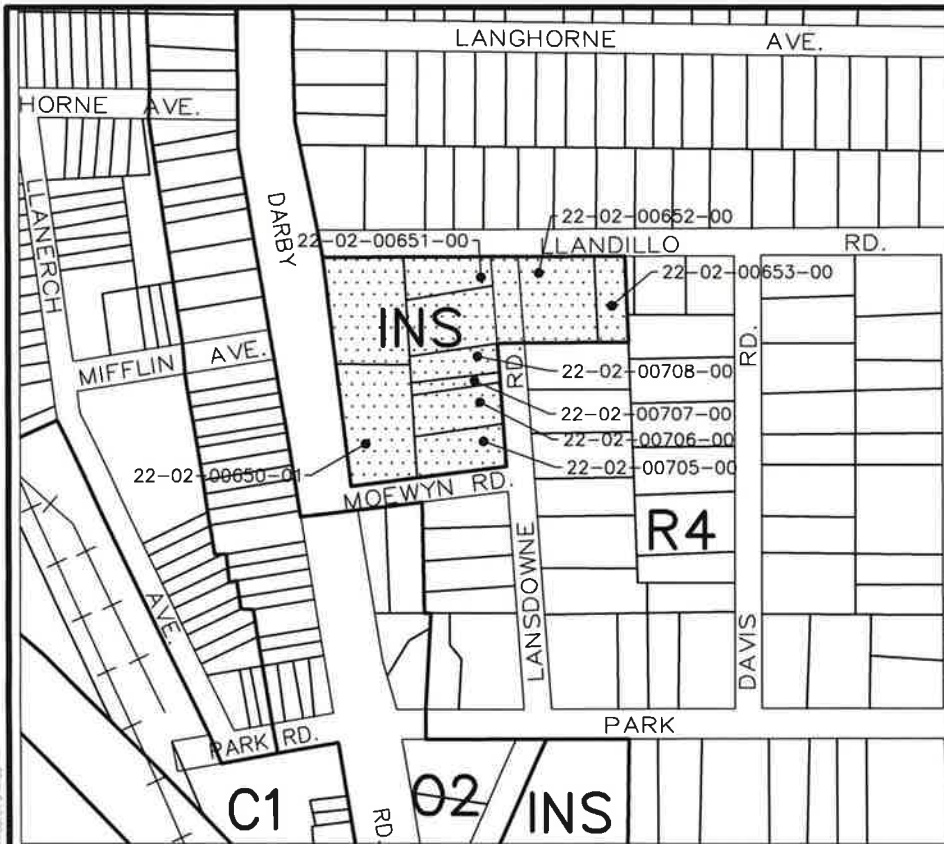 LANGHORNE AVE.
HORNE AVE.
LLANERCH
DARBY
22-02-00652-00
22-02-00651-00
LLANDILLO RD.
22-02-00653-00
INS
MIFFLIN AVE.
RD.
RD.
22-02-00708-00
22-02-00707-00
22-02-00706-00
22-02-00705-00
22-02-00650-01
MOEWYN RD.
R4
LANSDOWNE
AVE.
DAVIS
PARK
PARK RD.
C1
O2
INS
RD.